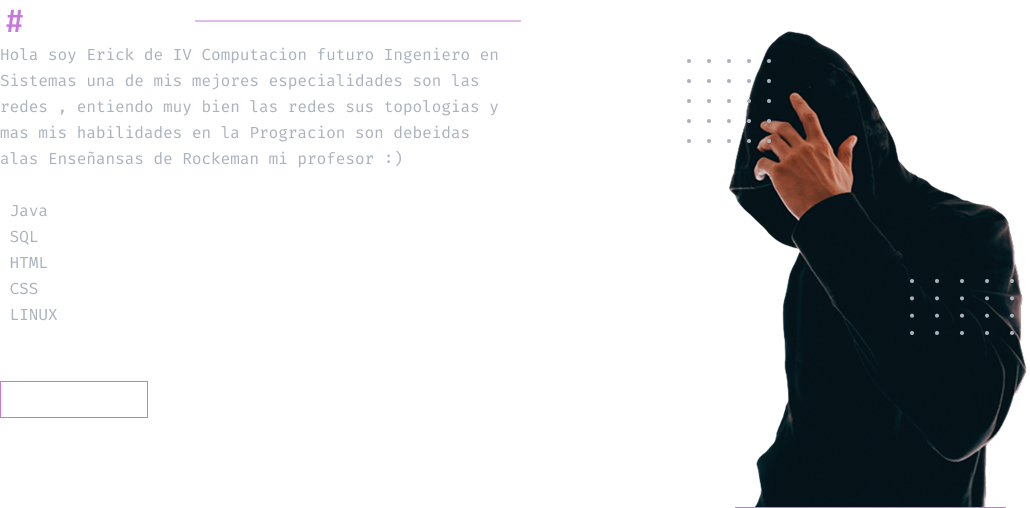 #
Hola soy Erick de IV Computacion futuro Ingeniero en
Sistemas una de mis mejores especialidades son las
redes , entiendo muy bien las redes sus topologias y
mas mis habilidades en la Progracion son debeidas
alas Enseñansas de Rockeman mi profesor :)
Java
SQL
HTML
CSS
LINUX